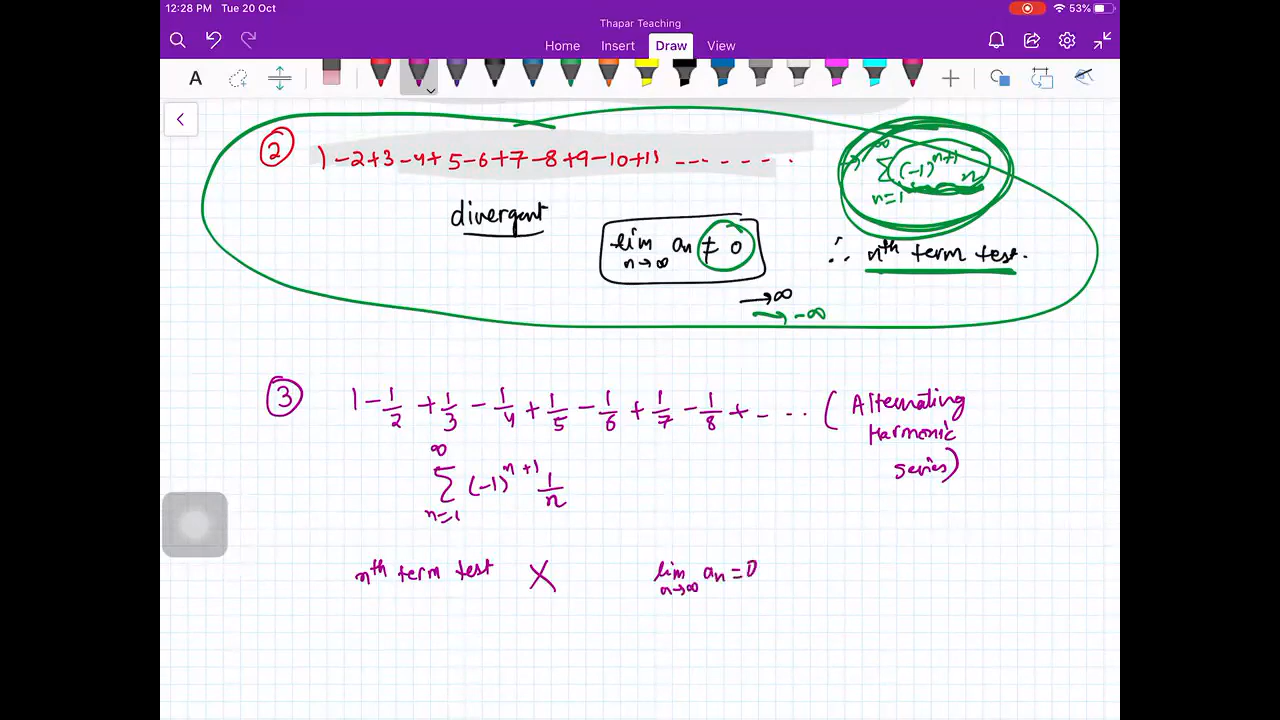 12:28 PM Tue 20 Oct
53%
Thapar Teaching
Home Insert Draw View
A
② 1 -2+3 -4+ 5 -6+7 -8+9 -10+11 -------.
→ ∞ Σ n=1 (-1)^{n+1} n
divergent
lim n→∞ an ≠ 0
∴ nth term test.
→∞
→ -∞
③ 1 - 1/2 + 1/3 - 1/4 + 1/5 - 1/6 + 1/7 - 1/8 + - ... ( Alternating
Harmonic
series)
∞ Σ n=1 (-1)^{n+1} 1/n
nth term test X lim n→∞ an = 0